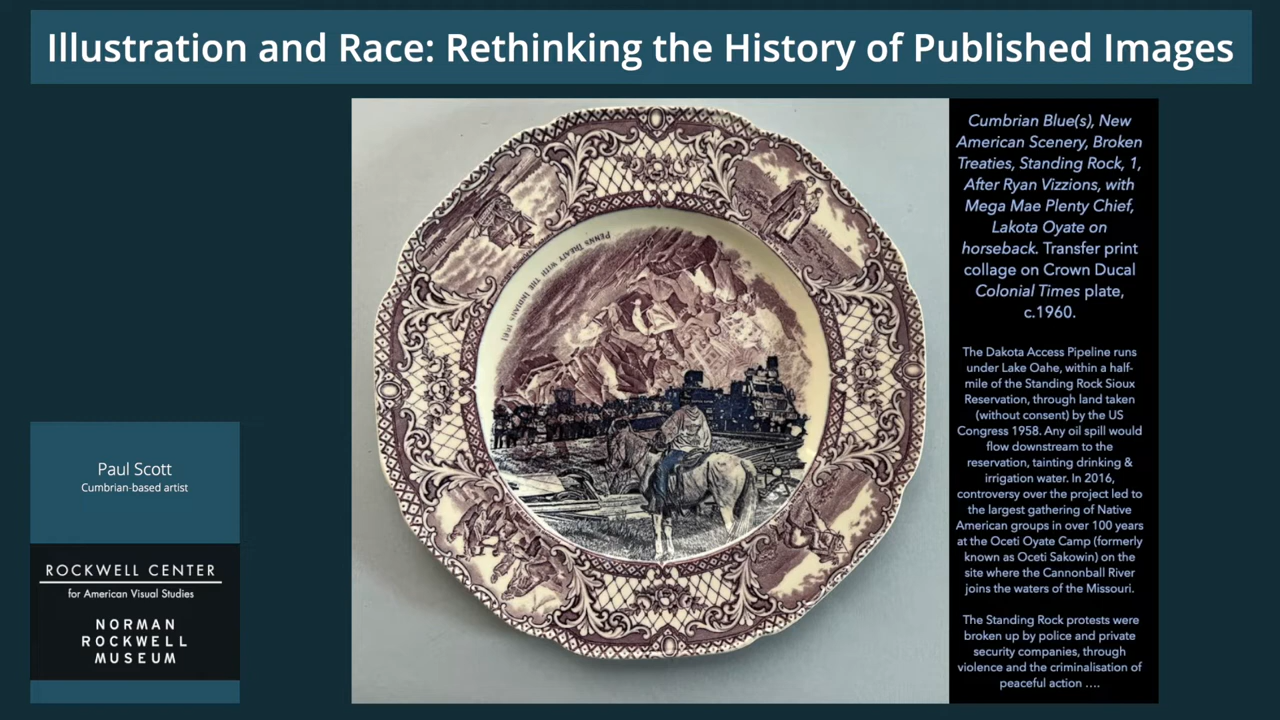 Illustration and Race: Rethinking the History of Published Images
PENN'S TREATY WITH THE INDIANS 1681
Cumbrian Blue(s), New
American Scenery, Broken
Treaties, Standing Rock, 1,
After Ryan Vizzions, with
Mega Mae Plenty Chief,
Lakota Oyate on
horseback. Transfer print
collage on Crown Ducal
Colonial Times plate,
c.1960.
The Dakota Access Pipeline runs
under Lake Oahe, within a half-
mile of the Standing Rock Sioux
Reservation, through land taken
(without consent) by the US
Congress 1958. Any oil spill would
flow downstream to the
reservation, tainting drinking &
irrigation water. In 2016,
controversy over the project led to
the largest gathering of Native
American groups in over 100 years
at the Oceti Oyate Camp (formerly
known as Oceti Sakowin) on the
site where the Cannonball River
joins the waters of the Missouri.
The Standing Rock protests were
broken up by police and private
security companies, through
violence and the criminalisation of
peaceful action ....
Paul Scott
Cumbrian-based artist
ROCKWELL CENTER
for American Visual Studies
NORMAN
ROCKWELL
MUSEUM